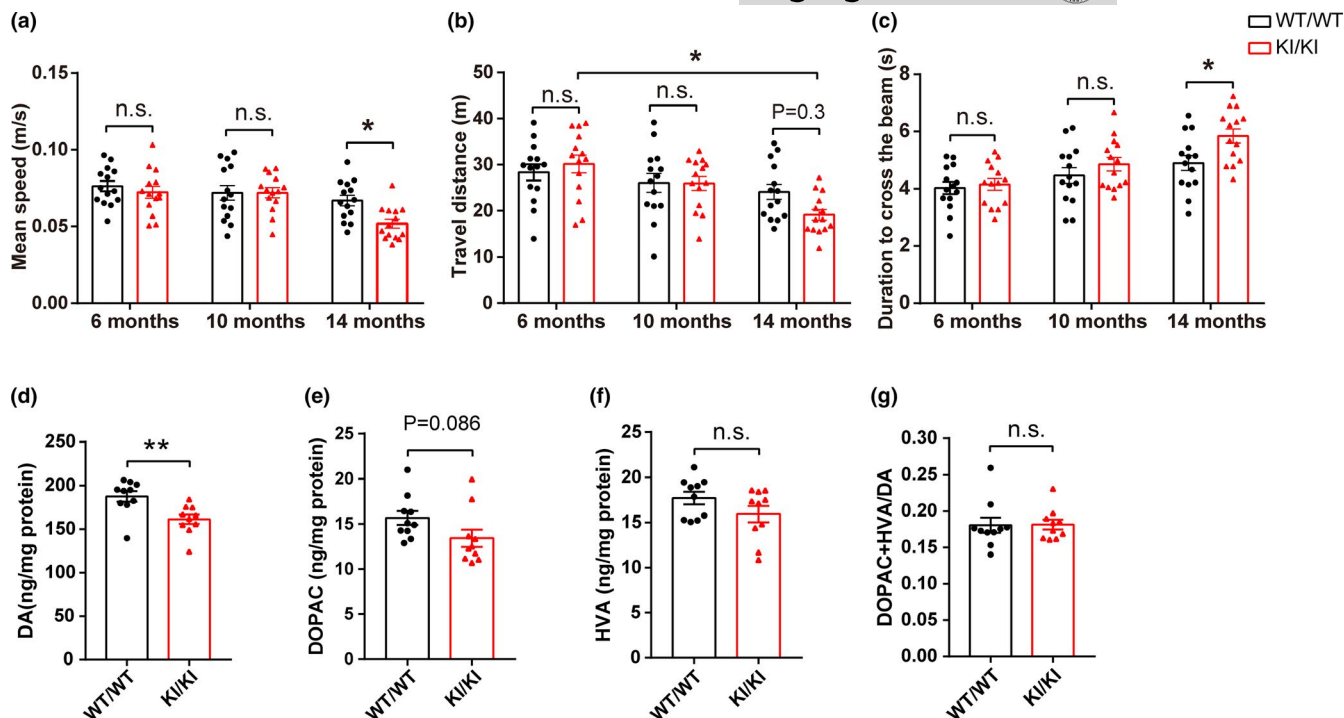 (a)
(b)
(c)
WT/WT
KI/KI
Mean speed (m/s)
0.15
0.10
0.05
0.00
n.s.
n.s.
*
6 months
10 months
14 months
Travel distance (m)
50
40
30
20
10
0
*
n.s.
n.s.
P=0.3
6 months
10 months
14 months
Duration to cross the beam (s)
8
6
4
2
0
n.s.
n.s.
*
6 months
10 months
14 months
(d)
(e)
(f)
(g)
DA(ng/mg protein)
250
200
150
100
50
0
**
WT/WT
KI/KI
DOPAC (ng/mg protein)
25
20
15
10
5
0
P=0.086
WT/WT
KI/KI
HVA (ng/mg protein)
25
20
15
10
5
0
n.s.
WT/WT
KI/KI
DOPAC+HVA/DA
0.30
0.25
0.20
0.15
0.10
0.05
0.00
n.s.
WT/WT
KI/KI